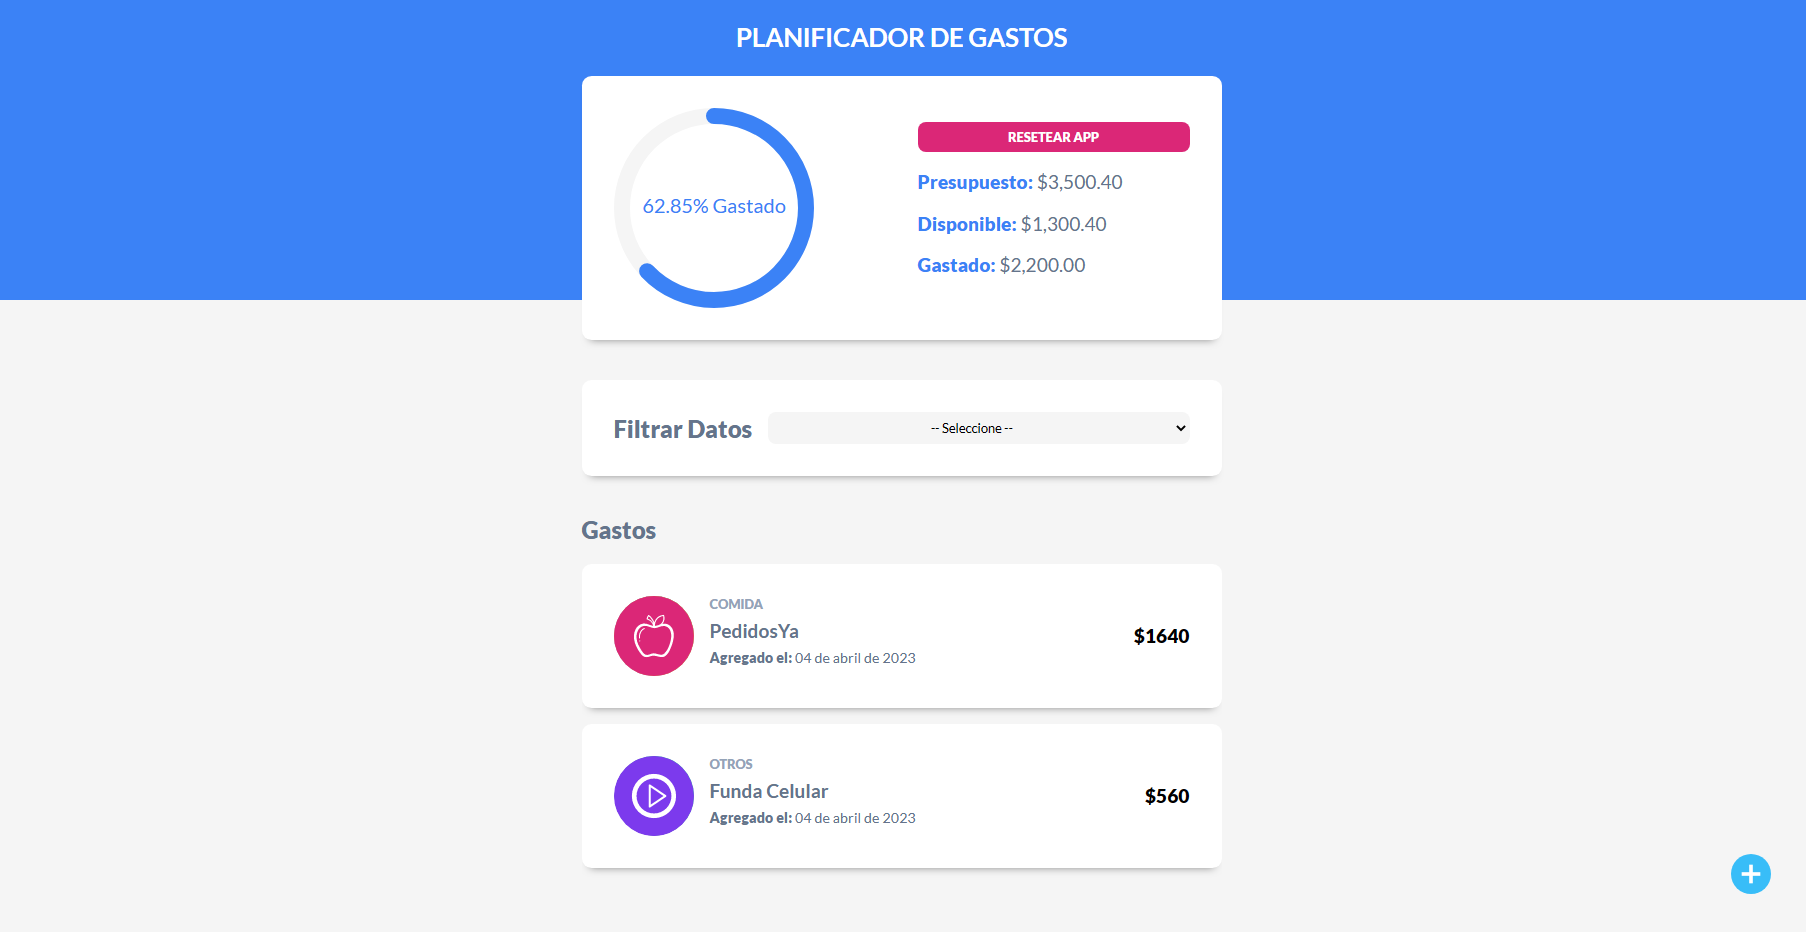 PLANIFICADOR DE GASTOS
62.85% Gastado
RESETEAR APP
Presupuesto: $3,500.40
Disponible: $1,300.40
Gastado: $2,200.00
Filtrar Datos
-- Seleccione --
Gastos
COMIDA
PedidosYa
Agregado el: 04 de abril de 2023
$1640
OTROS
Funda Celular
Agregado el: 04 de abril de 2023
$560